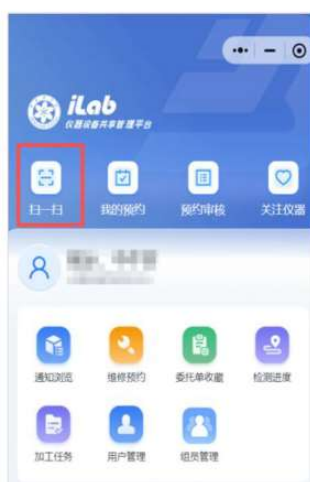 iLab
仪器设备共享管理平台
扫一扫 我的预约 预约审核 关注仪器
通知浏览 维修预约 委托单收藏 检测进度
加工任务 用户管理 组员管理